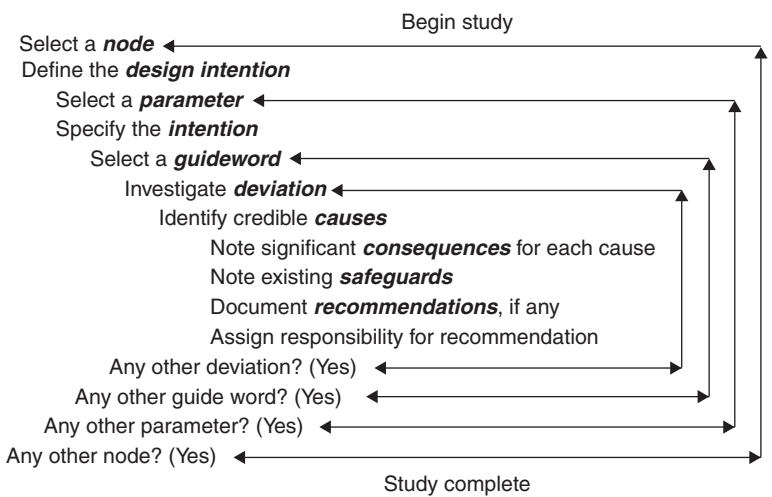 Begin study
Select a node
Define the design intention
Select a parameter
Specify the intention
Select a guideword
Investigate deviation
Identify credible causes
Note significant consequences for each cause
Note existing safeguards
Document recommendations, if any
Assign responsibility for recommendation
Any other deviation? (Yes)
Any other guide word? (Yes)
Any other parameter? (Yes)
Any other node? (Yes)
Study complete